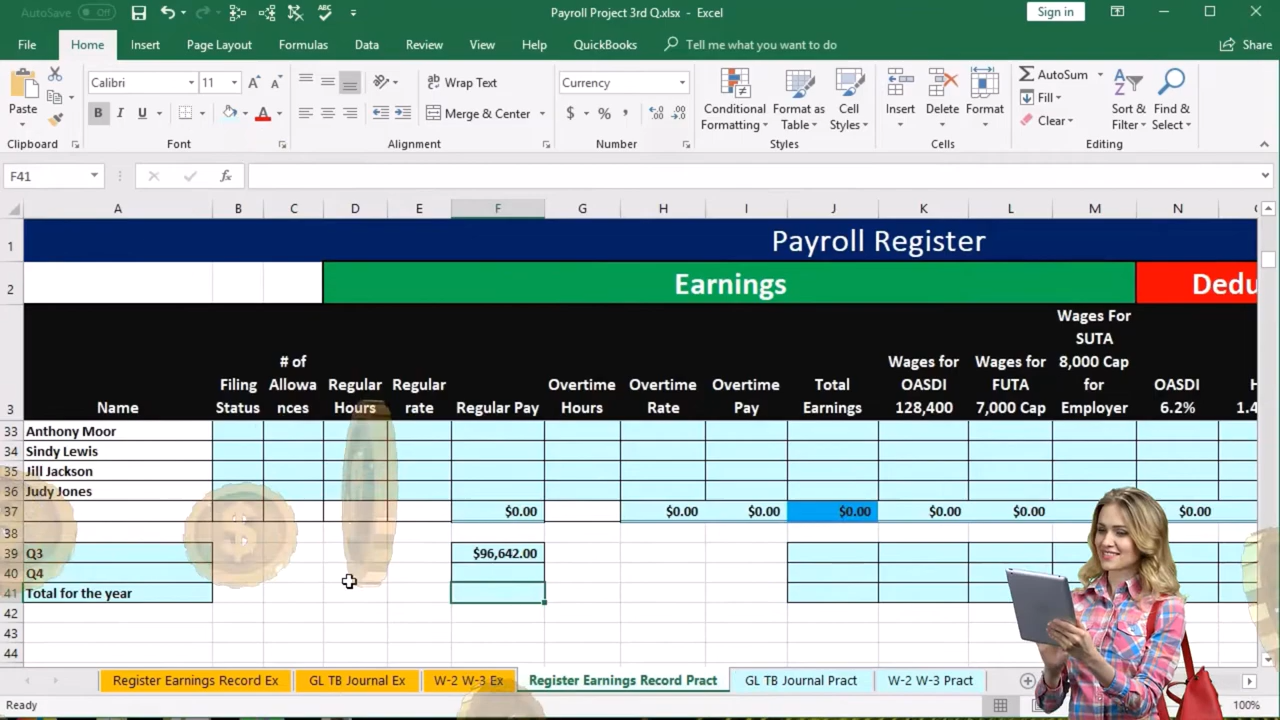 AutoSave Off Payroll Project 3rd Q.xlsx - Excel Sign in
File Home Insert Page Layout Formulas Data Review View Help QuickBooks Tell me what you want to do Share
Paste Calibri 11 Wrap Text Currency Conditional Format as Cell Insert Delete Format AutoSum Sort & Find &
B I U Merge & Center $ % Formatting Table Styles Fill Filter Select
Clear
Clipboard Font Alignment Number Styles Cells Editing
F41 fx
A B C D E F G H I J K L M N
1 Payroll Register
2 Earnings Dedu
Wages For
SUTA
# of Wages for Wages for 8,000 Cap
Filing Allowa Regular Regular Overtime Overtime Overtime Total OASDI FUTA for OASDI
3 Name Status nces Hours rate Regular Pay Hours Rate Pay Earnings 128,400 7,000 Cap Employer 6.2% 1.4
33 Anthony Moor
34 Sindy Lewis
35 Jill Jackson
36 Judy Jones
37 $0.00 $0.00 $0.00 $0.00 $0.00 $0.00 $0.00
38
39 Q3 $96,642.00
40 Q4
41 Total for the year
42
43
44
Register Earnings Record Ex GL TB Journal Ex W-2 W-3 Ex Register Earnings Record Pract GL TB Journal Pract W-2 W-3 Pract
Ready 100%